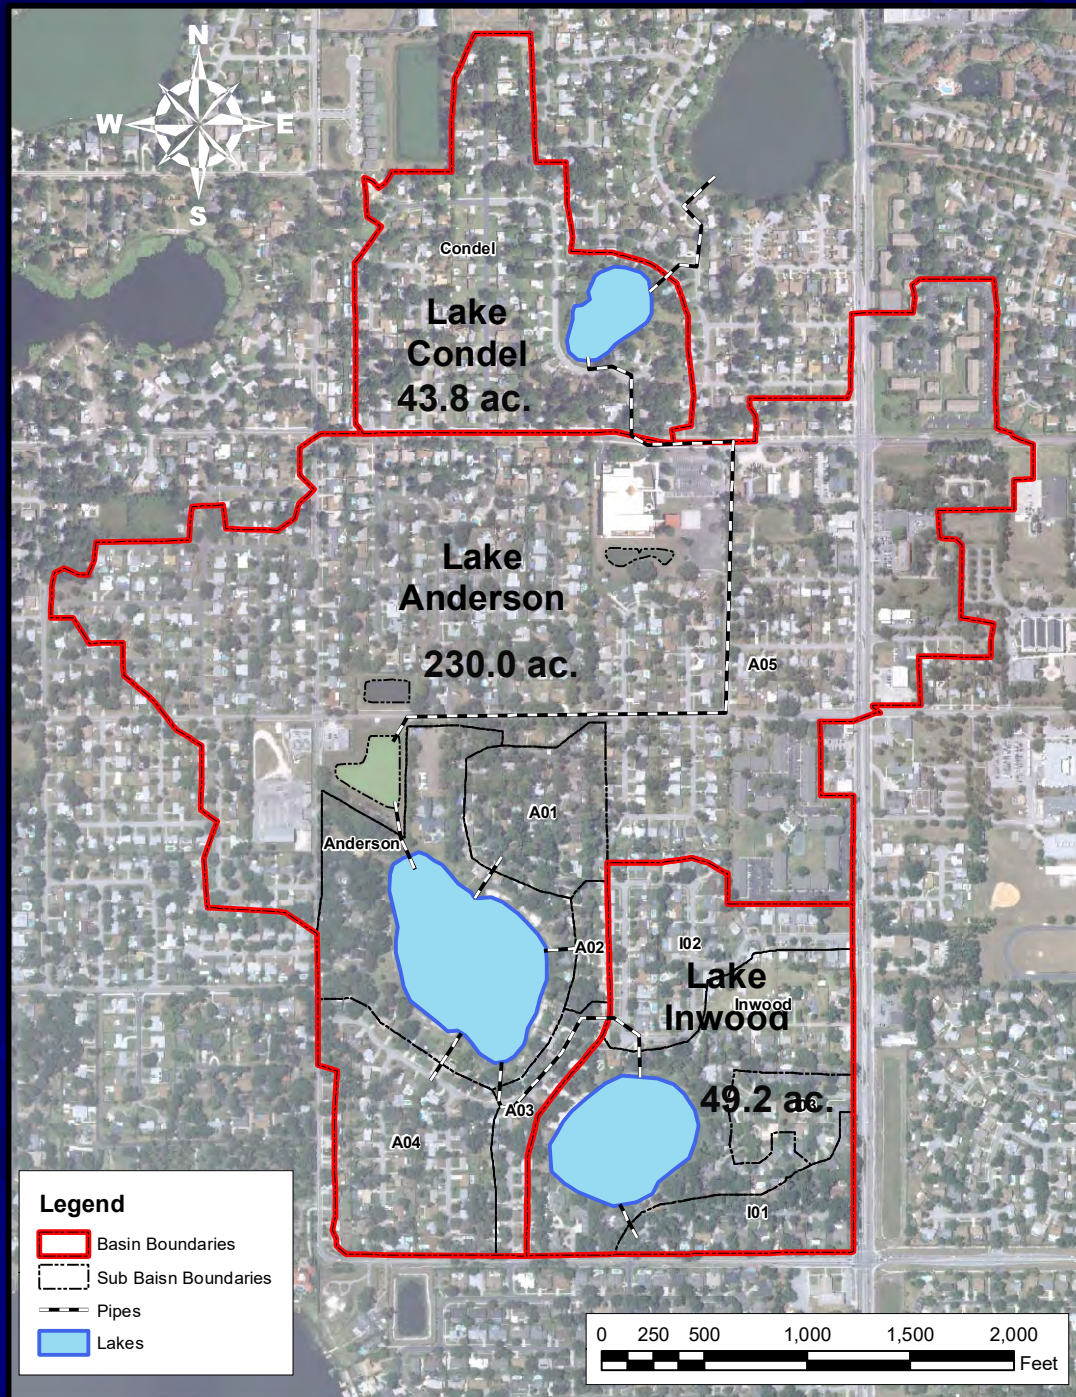 N
W E
S
Condel
Lake
Condel
43.8 ac.
Lake
Anderson
230.0 ac.
A05
A01
Anderson
A02
I02
Lake
Inwood
Inwood
49.2 ac.
A03
A04
I01
Legend
Basin Boundaries
Sub Baisn Boundaries
Pipes
Lakes
0 250 500 1,000 1,500 2,000
Feet